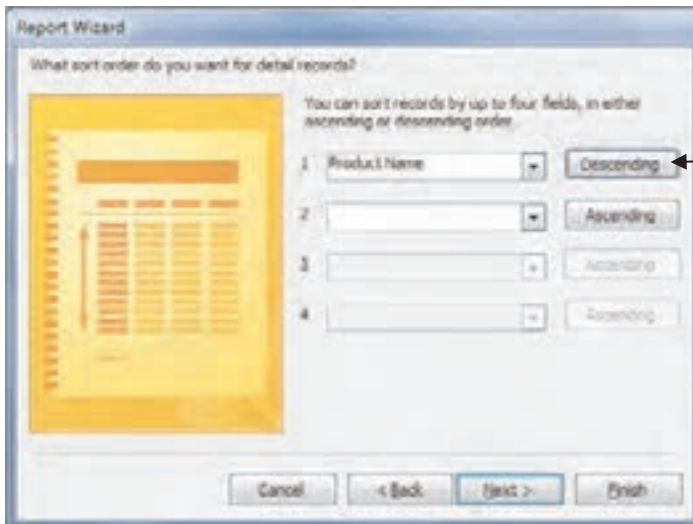 Report Wizard
What sort order do you want for detail records?
You can sort records by up to four fields, in either
ascending or descending order.
1 Product Name Descending
2 Ascending
3 Ascending
4 Ascending
Cancel < Back Next > Finish